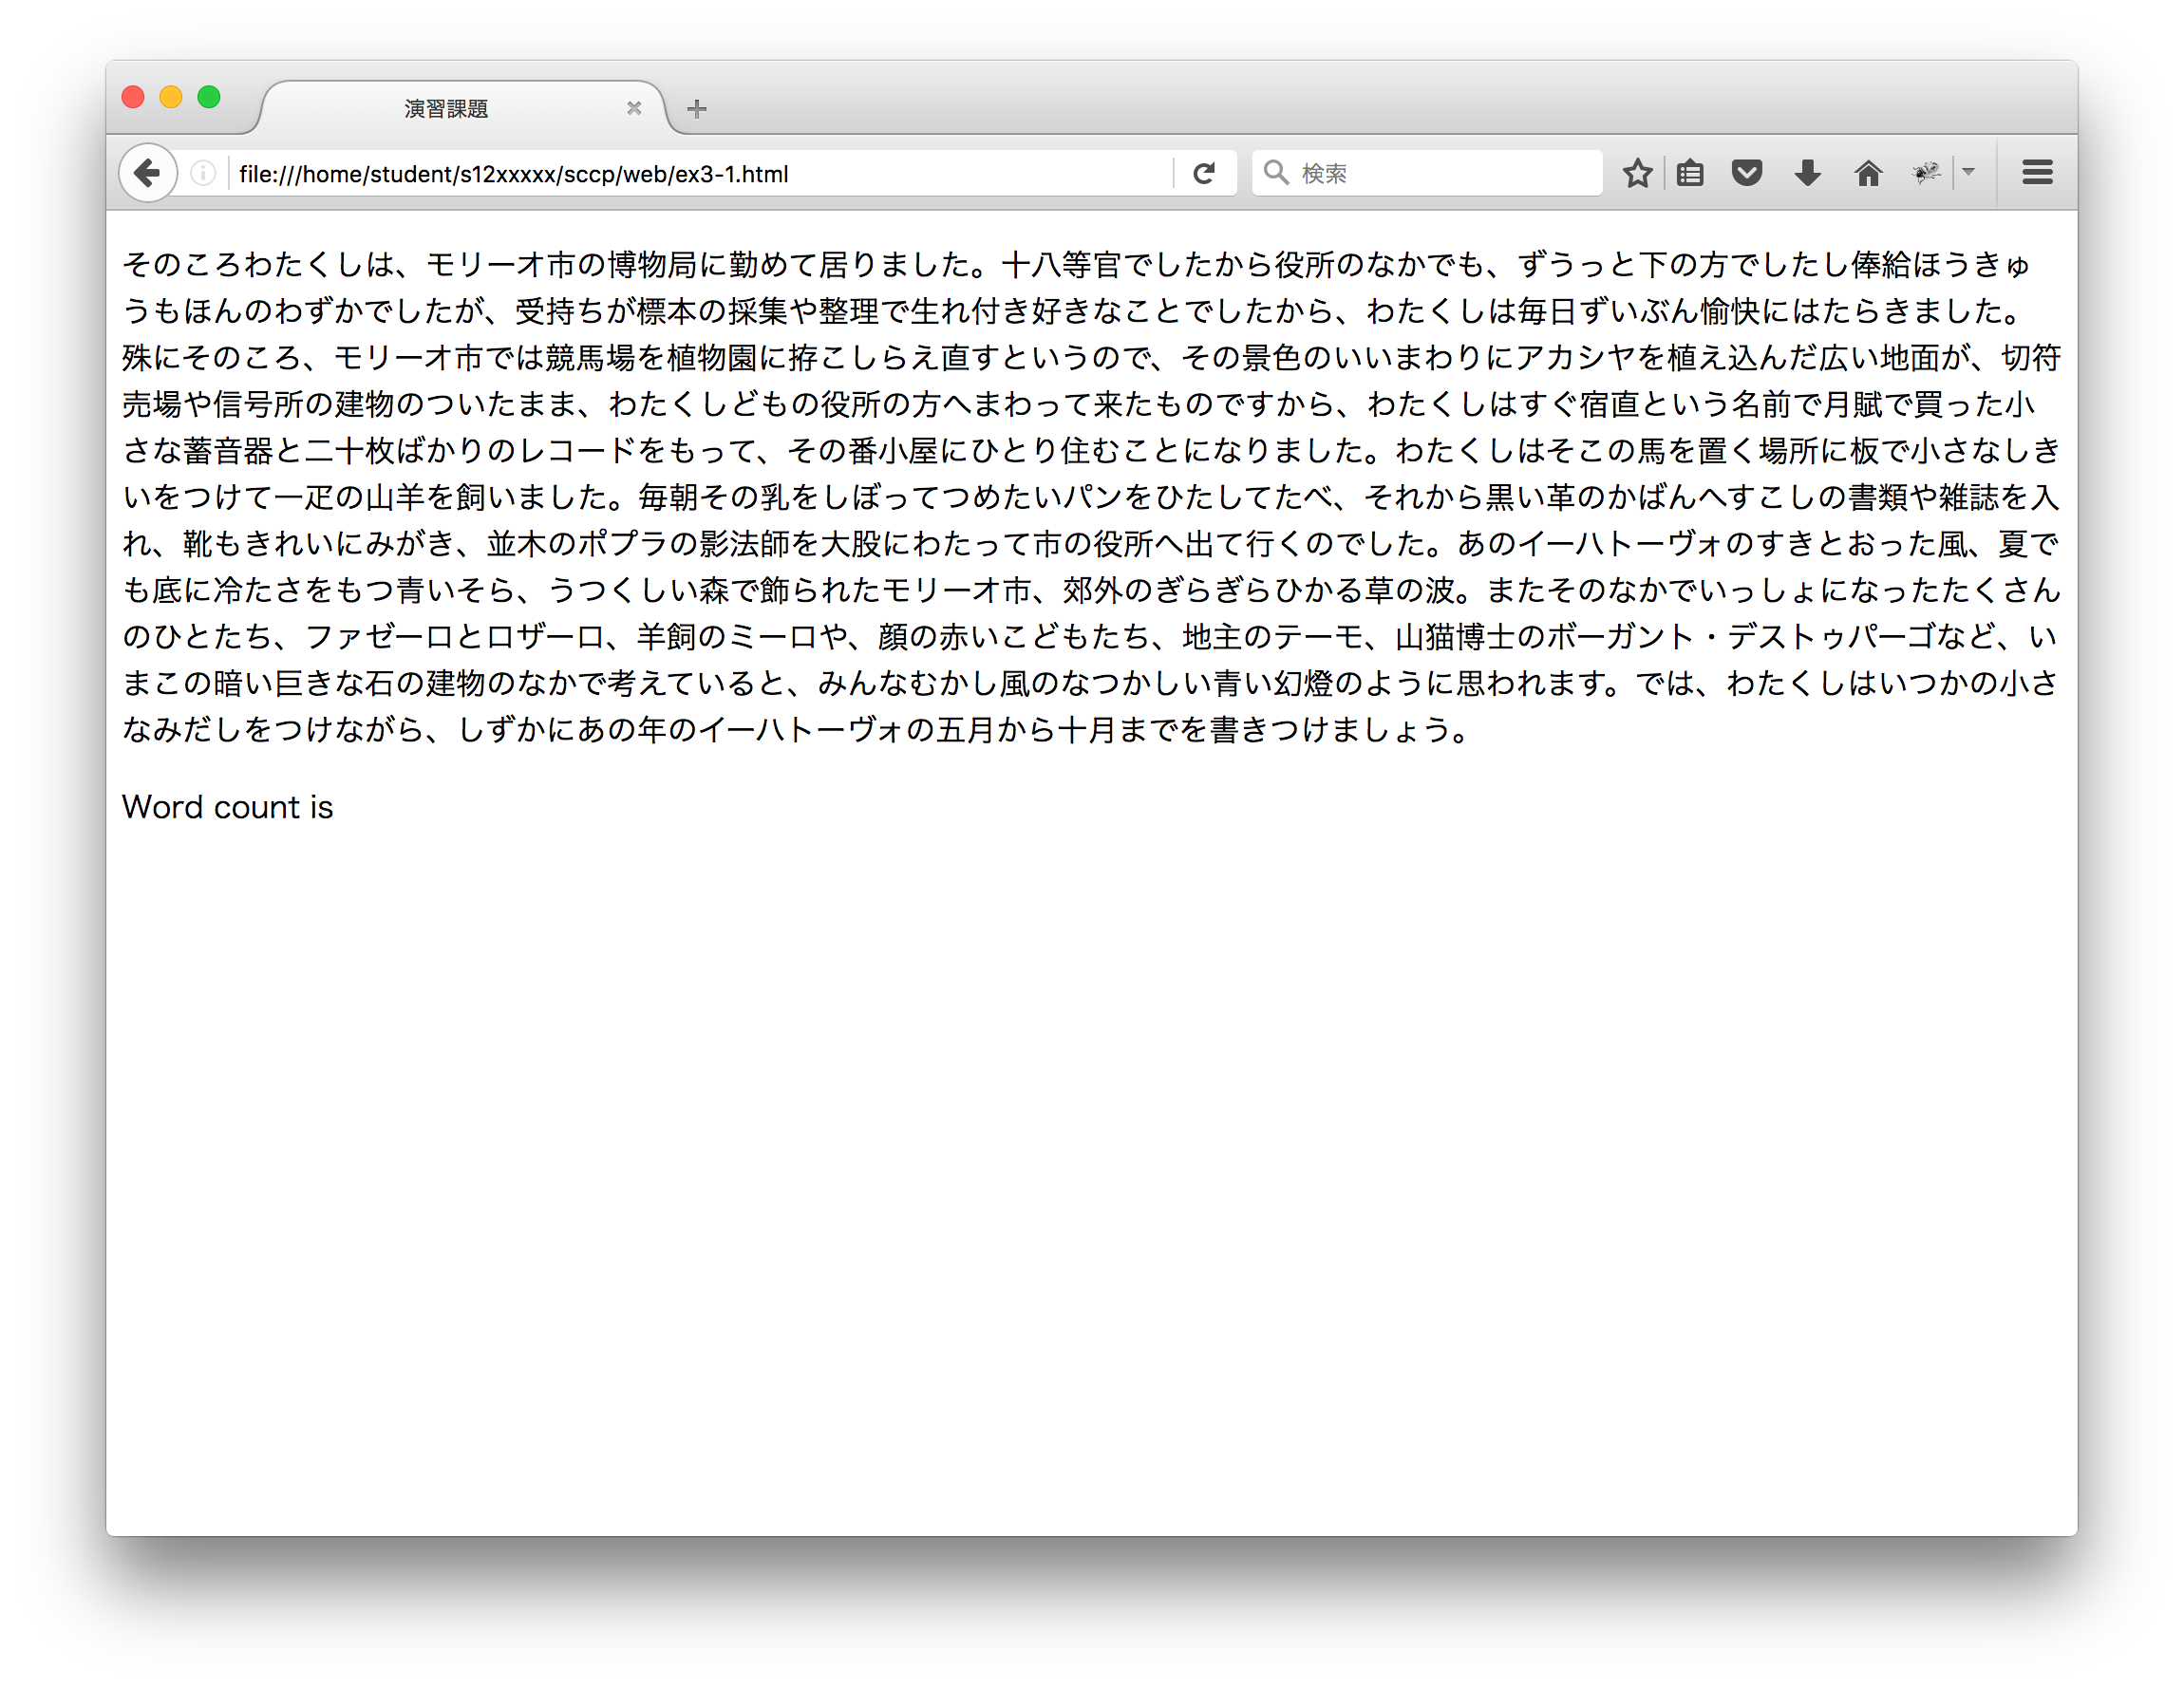 演習課題
file:///home/student/s12xxxxx/sccp/web/ex3-1.html
検索
そのころわたくしは、モリーオ市の博物局に勤めて居りました。十八等官でしたから役所のなかでも、ずうっと下の方でしたし俸給ほうきゅ
うもほんのわずかでしたが、受持ちが標本の採集や整理で生れ付き好きなことでしたから、わたくしは毎日ずいぶん愉快にはたらきました。
殊にそのころ、モリーオ市では競馬場を植物園に拵こしらえ直すというので、その景色のいいまわりにアカシヤを植え込んだ広い地面が、切符
売場や信号所の建物のついたまま、わたくしどもの役所の方へまわって来たものですから、わたくしはすぐ宿直という名前で月賦で買った小
さな蓄音器と二十枚ばかりのレコードをもって、その番小屋にひとり住むことになりました。わたくしはそこの馬を置く場所に板で小さなしき
いをつけて一疋の山羊を飼いました。毎朝その乳をしぼってつめたいパンをひたしてたべ、それから黒い革のかばんへすこしの書類や雑誌を入
れ、靴もきれいにみがき、並木のポプラの影法師を大股にわたって市の役所へ出て行くのでした。あのイーハトーヴォのすきとおった風、夏で
も底に冷たさをもつ青いそら、うつくしい森で飾られたモリーオ市、郊外のぎらぎらひかる草の波。またそのなかでいっしょになったたくさん
のひとたち、ファゼーロとロザーロ、羊飼のミーロや、顔の赤いこどもたち、地主のテーモ、山猫博士のボーガント・デストゥパーゴなど、い
まこの暗い巨きな石の建物のなかで考えていると、みんなむかし風のなつかしい青い幻燈のように思われます。では、わたくしはいつかの小さ
なみだしをつけながら、しずかにあの年のイーハトーヴォの五月から十月までを書きつけましょう。
Word count is